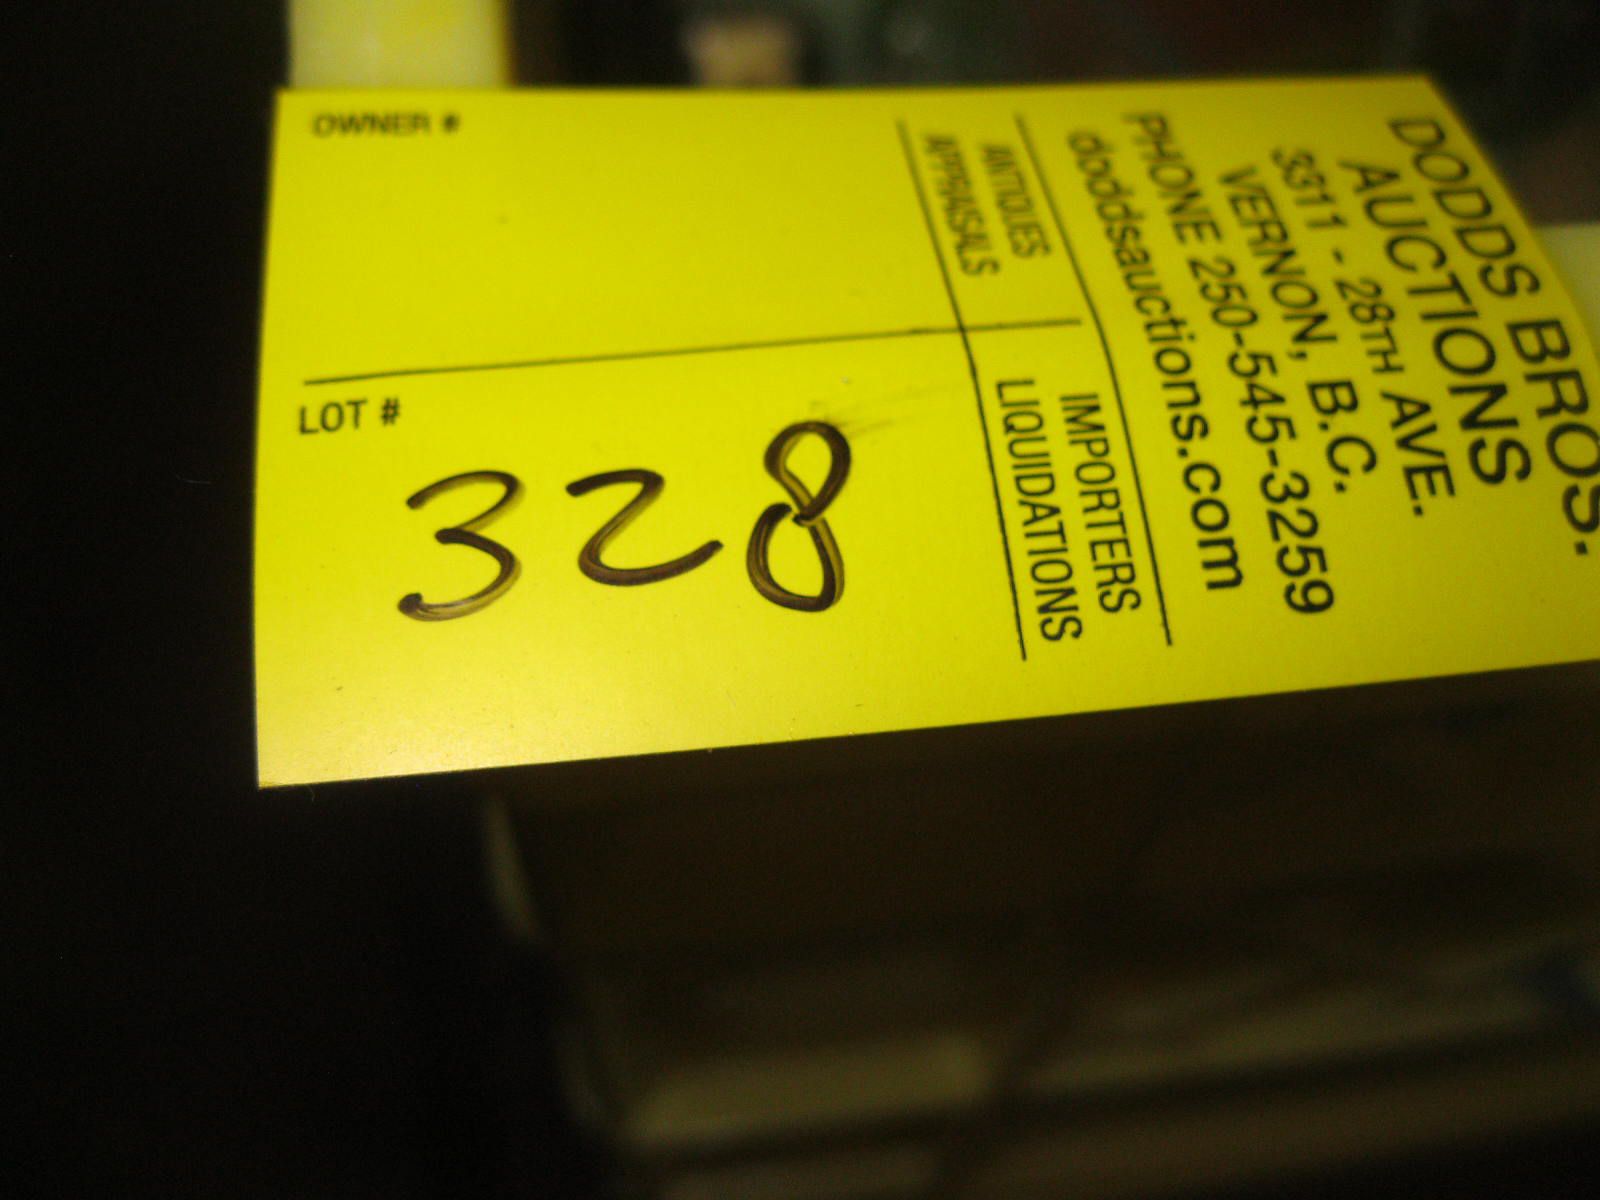 DODDS BROS.
AUCTIONS
3311 - 28TH AVE.
VERNON, B.C.
PHONE 250-545-3259
doddsauctions.com
ANTIQUES
APPRAISALS
IMPORTERS
LIQUIDATIONS
OWNER #
LOT #
328